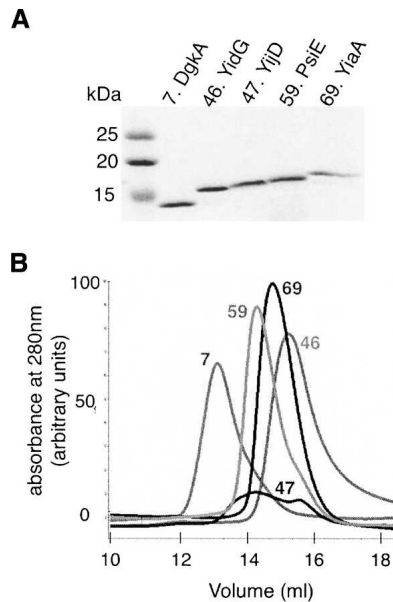 A
kDa
7. DgkA
46. YidG
47. YijD
59. PsiE
69. YiaA
25
20
15
B
absorbance at 280nm
(arbitrary units)
100
50
0
7
59
69
46
47
10 12 14 16 18
Volume (ml)